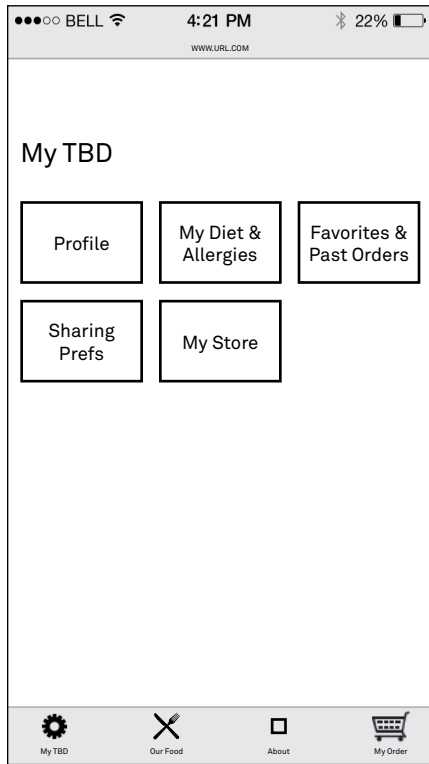 BELL 4:21 PM 22%
WWW.URL.COM
My TBD
Profile
My Diet &
Allergies
Favorites &
Past Orders
Sharing
Prefs
My Store
My TBD
Our Food
About
My Order